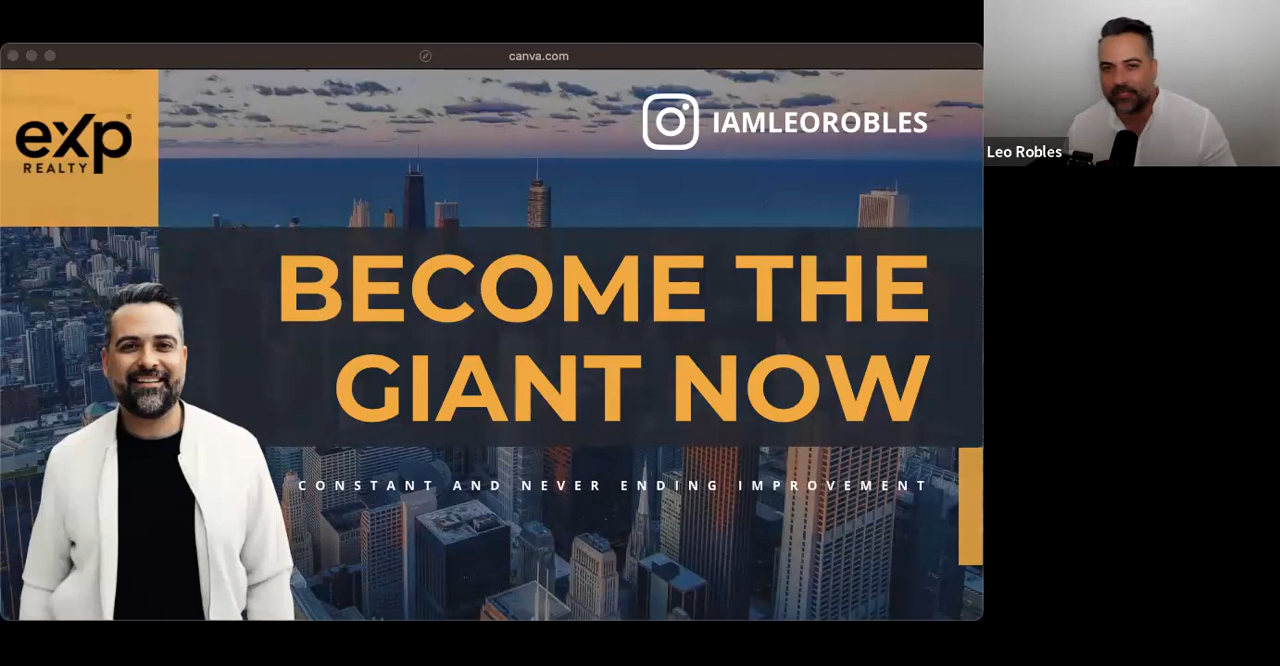 canva.com
exp
REALTY
IAMLEOROBLES
BECOME THE
GIANT NOW
CONSTANT AND NEVER ENDING IMPROVEMENT
Leo Robles